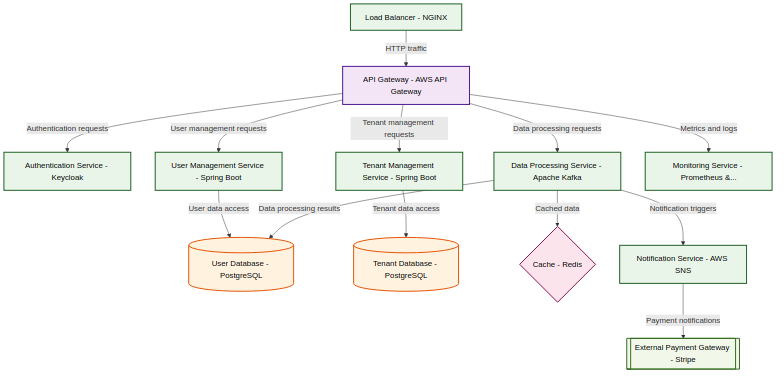 Load Balancer - NGINX
HTTP traffic
API Gateway - AWS API
Gateway
Authentication requests
User management requests
Tenant management
requests
Data processing requests
Metrics and logs
Authentication Service -
Keycloak
User Management Service
- Spring Boot
Tenant Management
Service - Spring Boot
Data Processing Service -
Apache Kafka
Monitoring Service -
Prometheus &...
User data access
Data processing results
Tenant data access
Cached data
Notification triggers
User Database -
PostgreSQL
Tenant Database -
PostgreSQL
Cache - Redis
Notification Service - AWS
SNS
Payment notifications
External Payment Gateway
- Stripe